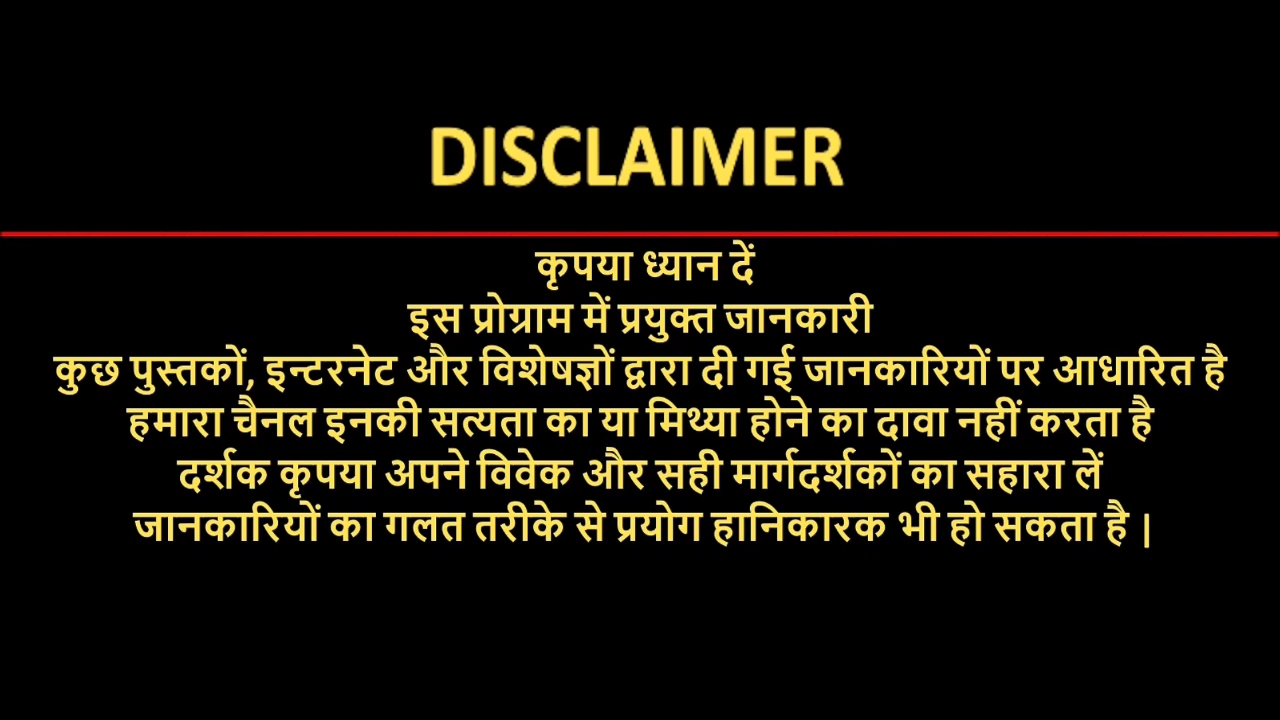 DISCLAIMER
कृपया ध्यान दें
इस प्रोग्राम में प्रयुक्त जानकारी
कुछ पुस्तकों, इन्टरनेट और विशेषज्ञों द्वारा दी गई जानकारियों पर आधारित है
हमारा चैनल इनकी सत्यता का या मिथ्या होने का दावा नहीं करता है
दर्शक कृपया अपने विवेक और सही मार्गदर्शकों का सहारा लें
जानकारियों का गलत तरीके से प्रयोग हानिकारक भी हो सकता है |